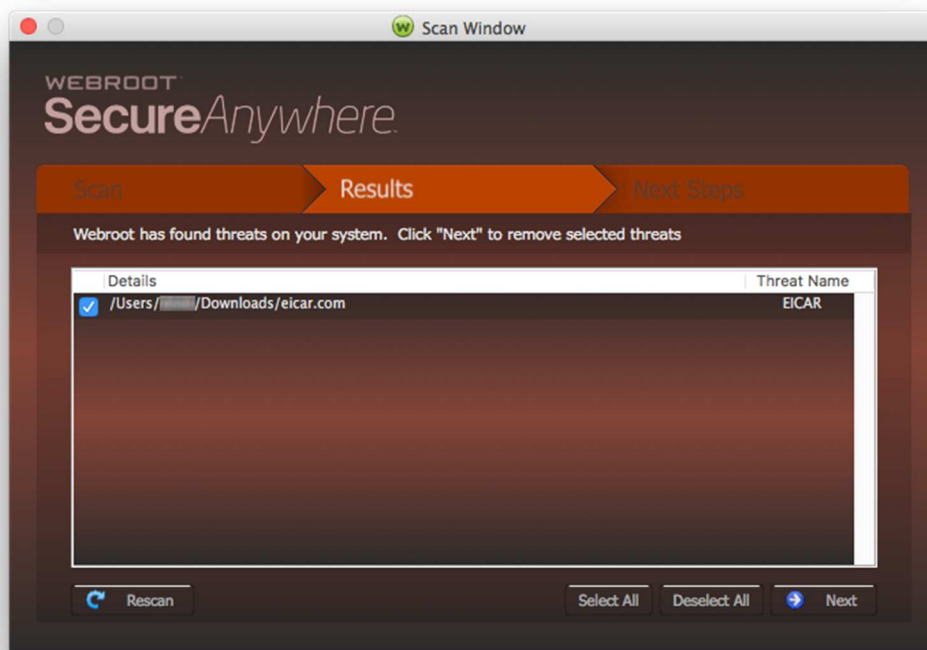 Scan Window
WEBROOT
SecureAnywhere
Scan
Results
Next Steps
Webroot has found threats on your system. Click "Next" to remove selected threats
Details
Threat Name
/Users/ /Downloads/eicar.com
EICAR
Rescan
Select All
Deselect All
Next